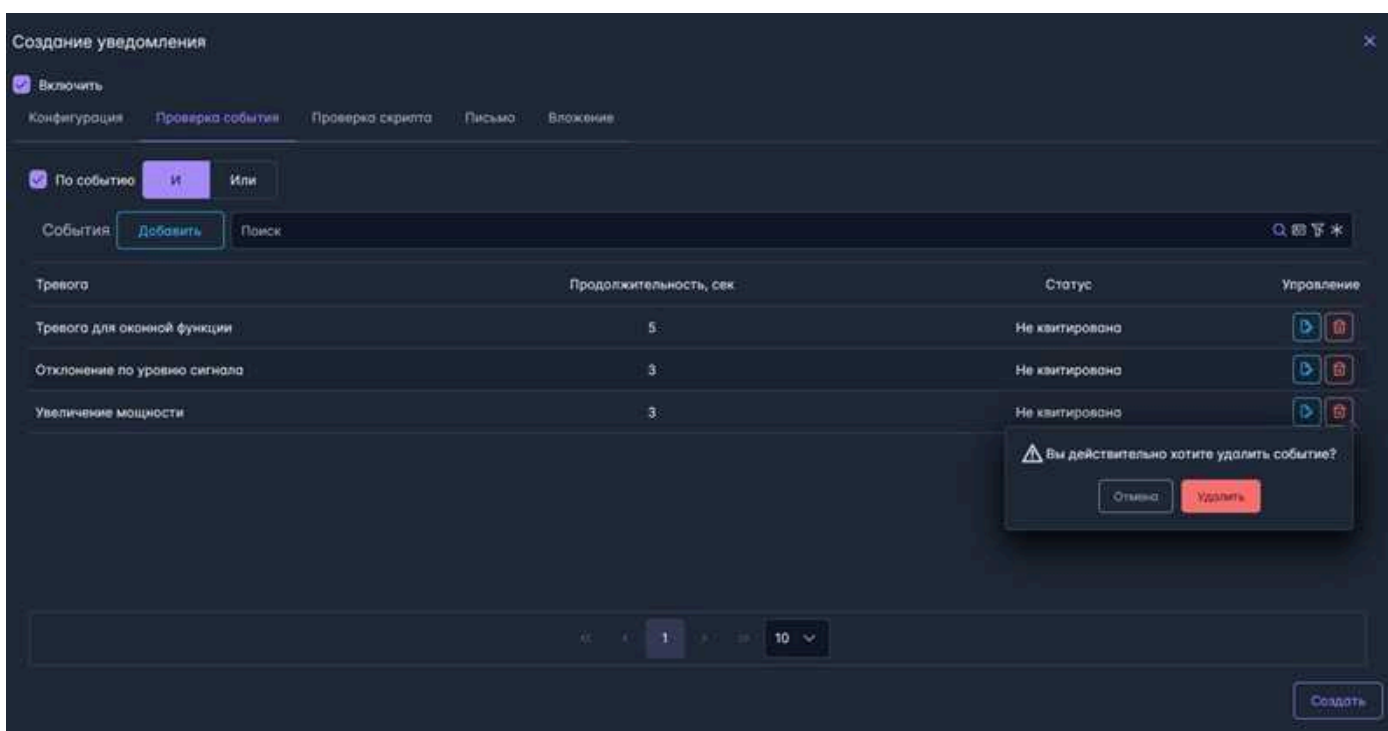 Создание уведомления
Включить
Конфигурация Проверка события Проверка скрипта Письмо Вложение
По событию И Или
События Добавить Поиск
Тревога Продолжительность, сек Статус Управление
Тревога для оконной функции 5 Не квитирована
Отклонение по уровню сигнала 3 Не квитирована
Увеличение мощности 3 Не квитирована
Вы действительно хотите удалить событие?
Отмена Удалить
1 10
Создать